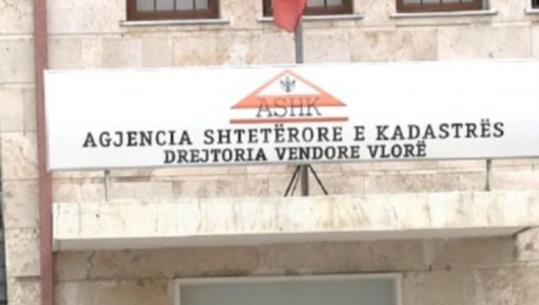 ASHK
AGJENCIA SHTETËRORE E KADASTRËS
DREJTORIA VENDORE VLORË